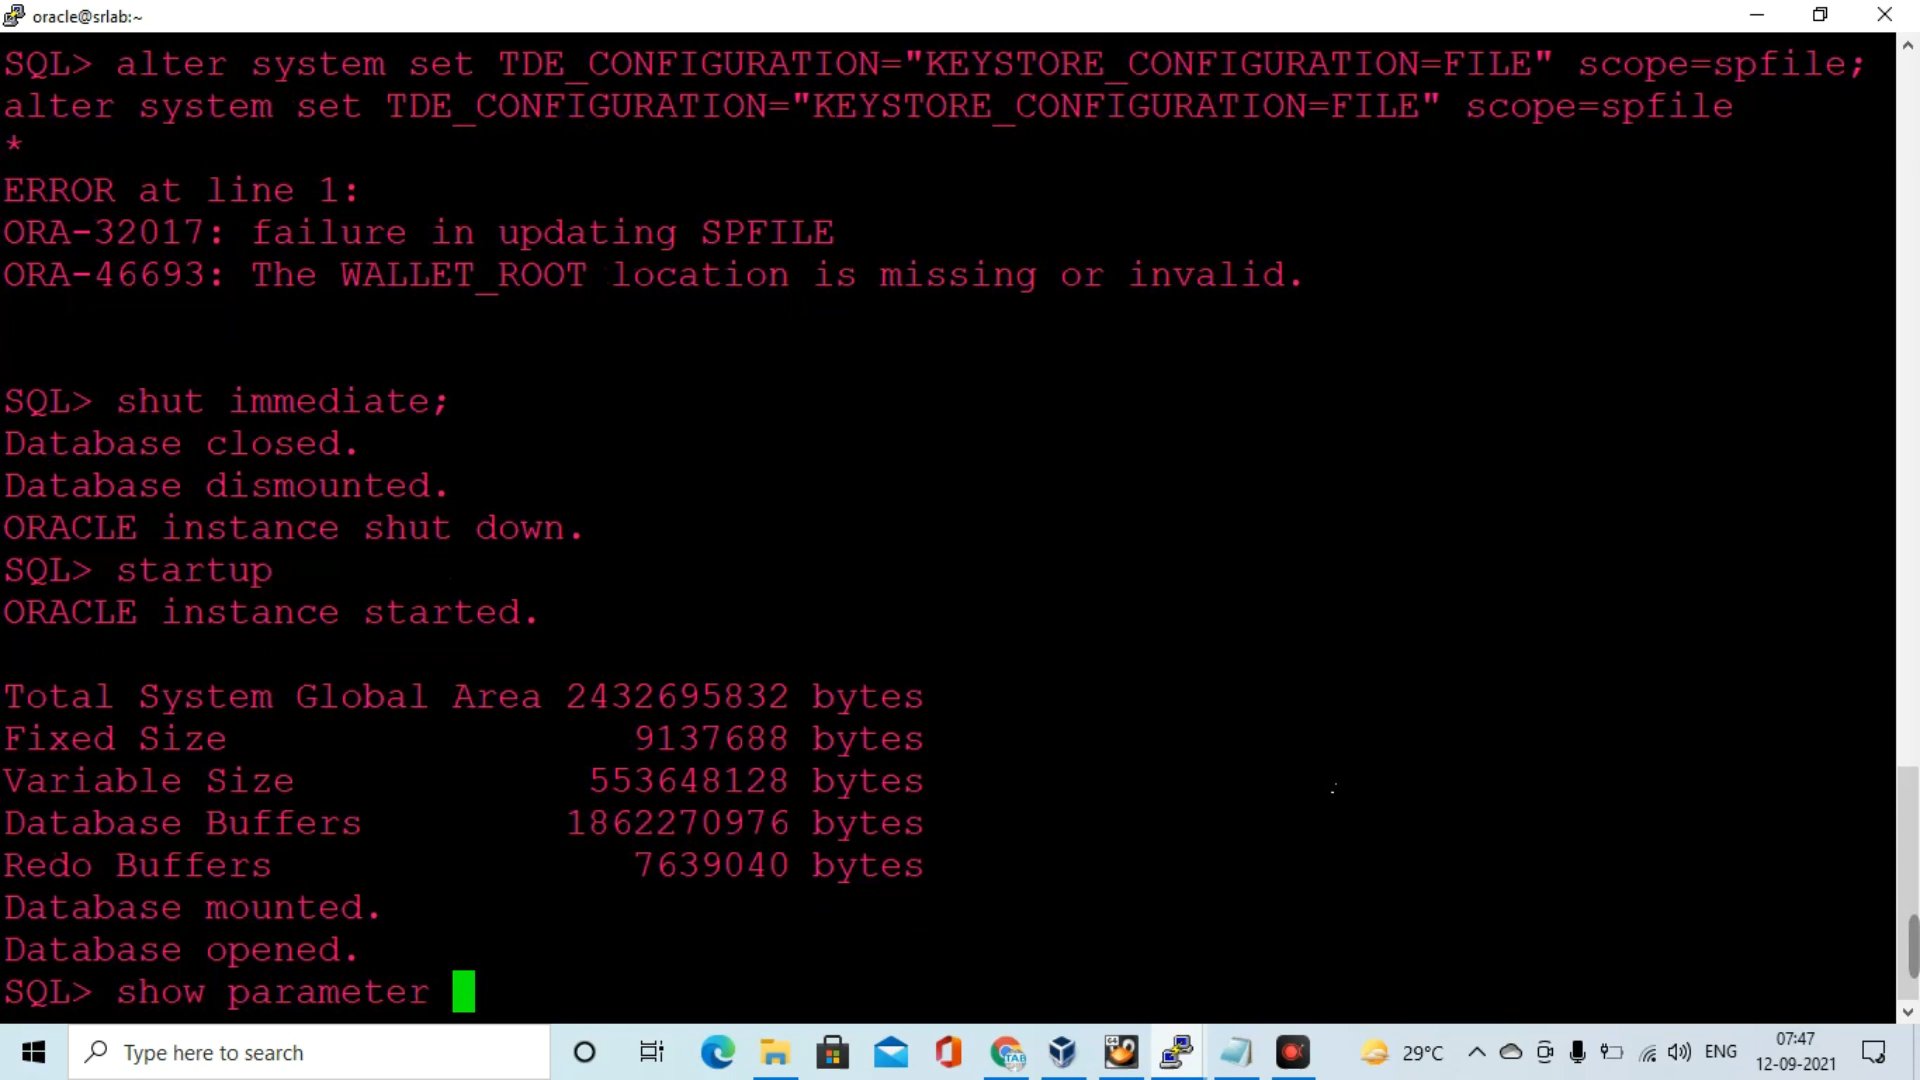 oracle@srlab:~
SQL> alter system set TDE_CONFIGURATION="KEYSTORE_CONFIGURATION=FILE" scope=spfile;
alter system set TDE_CONFIGURATION="KEYSTORE_CONFIGURATION=FILE" scope=spfile
*
ERROR at line 1:
ORA-32017: failure in updating SPFILE
ORA-46693: The WALLET_ROOT location is missing or invalid.
SQL> shut immediate;
Database closed.
Database dismounted.
ORACLE instance shut down.
SQL> startup
ORACLE instance started.
Total System Global Area 2432695832 bytes
Fixed Size 9137688 bytes
Variable Size 553648128 bytes
Database Buffers 1862270976 bytes
Redo Buffers 7639040 bytes
Database mounted.
Database opened.
SQL> show parameter
Type here to search
TAB
64
29°C
ENG
07:47
12-09-2021